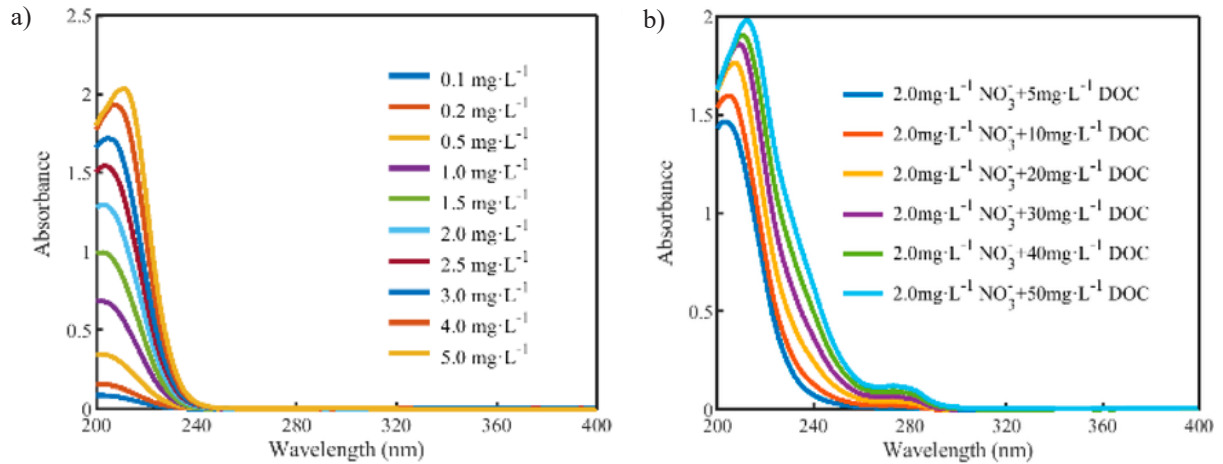 a)
2.5
2
1.5
1
0.5
0
200
240
280
320
360
400
Absorbance
Wavelength (nm)
0.1 mg·L⁻¹
0.2 mg·L⁻¹
0.5 mg·L⁻¹
1.0 mg·L⁻¹
1.5 mg·L⁻¹
2.0 mg·L⁻¹
2.5 mg·L⁻¹
3.0 mg·L⁻¹
4.0 mg·L⁻¹
5.0 mg·L⁻¹
b)
2
1.5
1
0.5
0
200
240
280
320
360
400
Absorbance
Wavelength (nm)
2.0mg·L⁻¹ NO₃⁻+5mg·L⁻¹ DOC
2.0mg·L⁻¹ NO₃⁻+10mg·L⁻¹ DOC
2.0mg·L⁻¹ NO₃⁻+20mg·L⁻¹ DOC
2.0mg·L⁻¹ NO₃⁻+30mg·L⁻¹ DOC
2.0mg·L⁻¹ NO₃⁻+40mg·L⁻¹ DOC
2.0mg·L⁻¹ NO₃⁻+50mg·L⁻¹ DOC